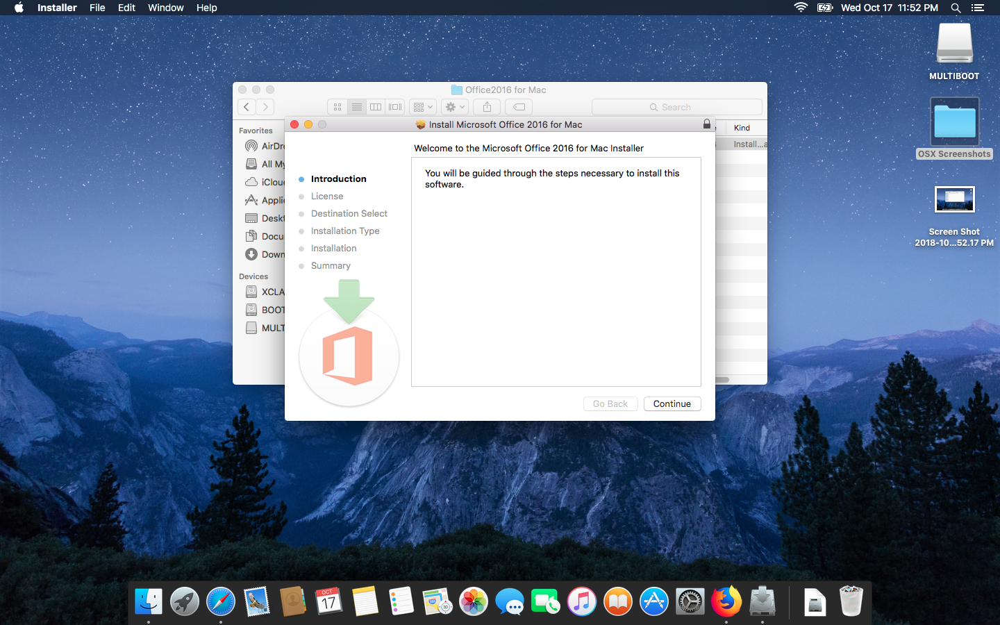 Installer File Edit Window Help
Wed Oct 17 11:52 PM
MULTIBOOT
OSX Screenshots
Screen Shot
2018-10...52.17 PM
Office2016 for Mac
Search
Favorites
AirDr
All My
iClou
Applic
Deskt
Docu
Down
Devices
XCLA
BOOT
MULT
Kind
Install...a
Install Microsoft Office 2016 for Mac
Welcome to the Microsoft Office 2016 for Mac Installer
Introduction
License
Destination Select
Installation Type
Installation
Summary
You will be guided through the steps necessary to install this
software.
Go Back
Continue
OCT
17
3D